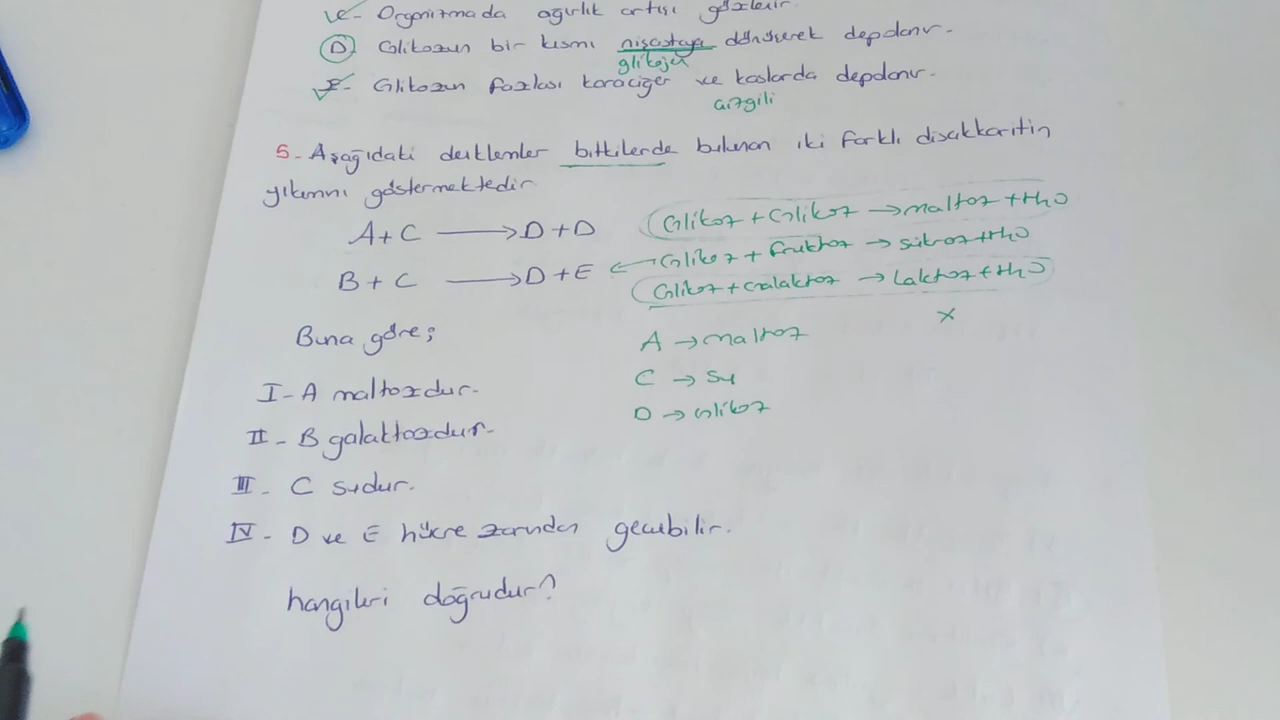 C- Organizmada ağırlık artışı gözlenir.
D) Glikozun bir kısmı nişastaya dönüşerek depolanır.
glikojen
E- Glikozun fazlası karaciğer ve kaslarda depolanır.
çizgili
5- Aşağıdaki denklemler bitkilerde bulunan iki farklı disakkaritin
yıkımını göstermektedir.
A+C → D+D
Glikoz + Glikoz → maltoz + H₂O
B+C → D+E
← Glikoz + fruktoz → sükroz + H₂O
Glikoz + Galaktoz → Laktoz + H₂O
x
Buna göre;
A → maltoz
I- A maltozdur.
C → su
D → Glikoz
II- B galaktozdur.
III- C sudur.
IV- D ve E hücre zarından geçebilir.
hangileri doğrudur?